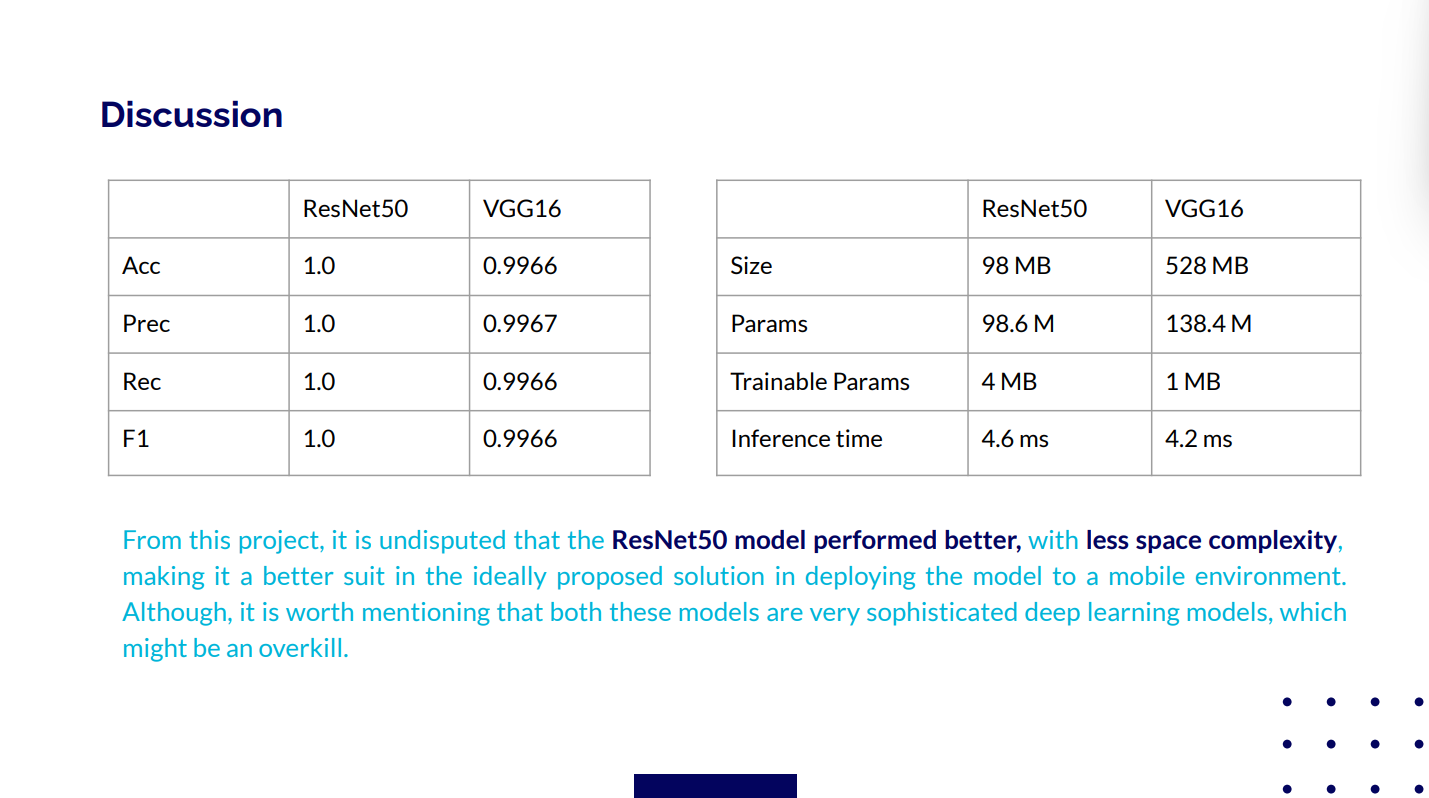 Discussion
ResNet50 VGG16
Acc 1.0 0.9966
Prec 1.0 0.9967
Rec 1.0 0.9966
F1 1.0 0.9966
ResNet50 VGG16
Size 98 MB 528 MB
Params 98.6 M 138.4 M
Trainable Params 4 MB 1 MB
Inference time 4.6 ms 4.2 ms
From this project, it is undisputed that the ResNet50 model performed better, with less space complexity,
making it a better suit in the ideally proposed solution in deploying the model to a mobile environment.
Although, it is worth mentioning that both these models are very sophisticated deep learning models, which
might be an overkill.